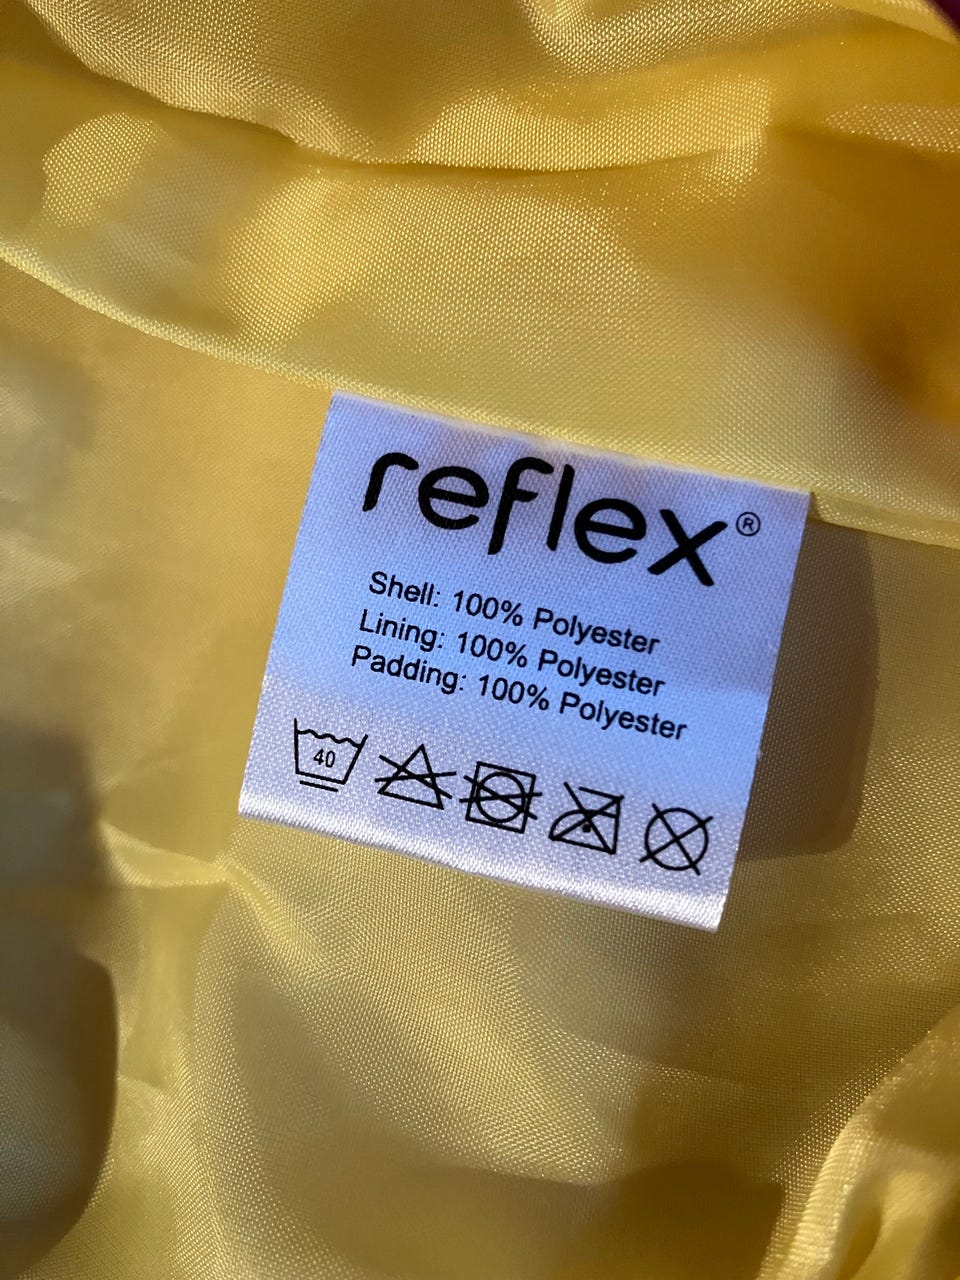 reflex®
Shell: 100% Polyester
Lining: 100% Polyester
Padding: 100% Polyester
40